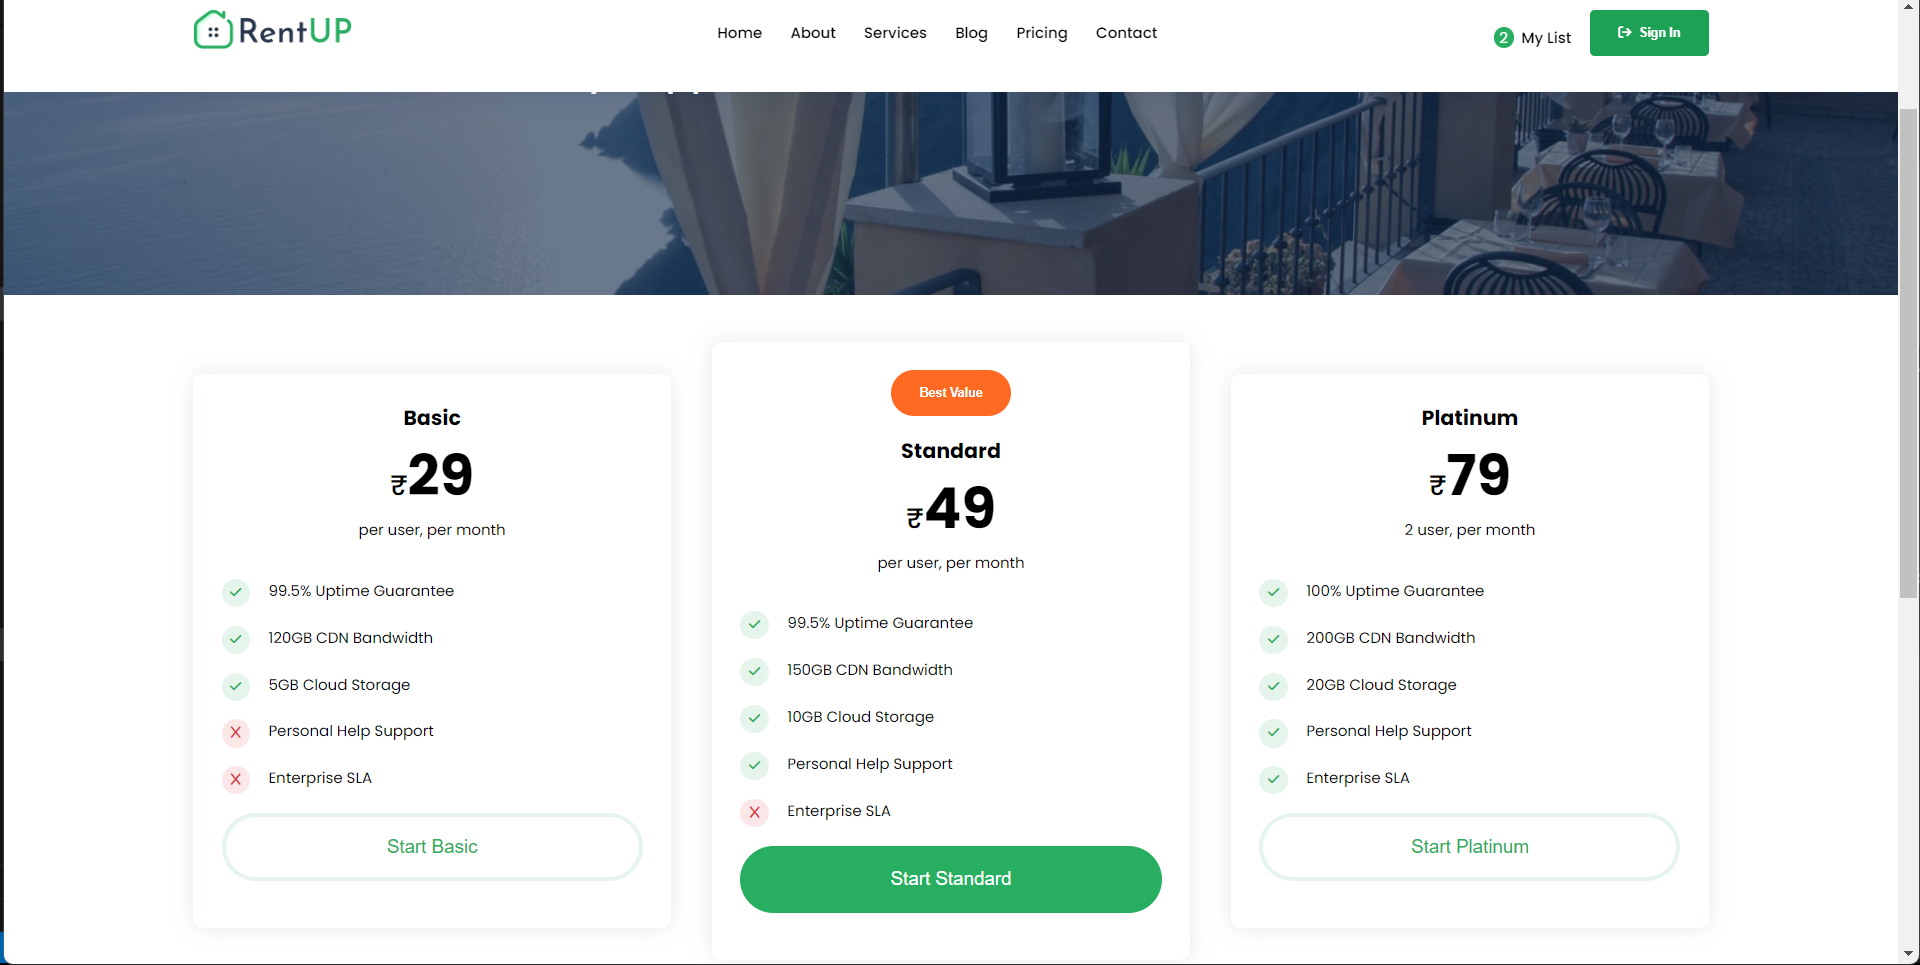 RentUP
Home About Services Blog Pricing Contact
2 My List
Sign In
Basic
₹29
per user, per month
99.5% Uptime Guarantee
120GB CDN Bandwidth
5GB Cloud Storage
Personal Help Support
Enterprise SLA
Start Basic
Best Value
Standard
₹49
per user, per month
99.5% Uptime Guarantee
150GB CDN Bandwidth
10GB Cloud Storage
Personal Help Support
Enterprise SLA
Start Standard
Platinum
₹79
2 user, per month
100% Uptime Guarantee
200GB CDN Bandwidth
20GB Cloud Storage
Personal Help Support
Enterprise SLA
Start Platinum